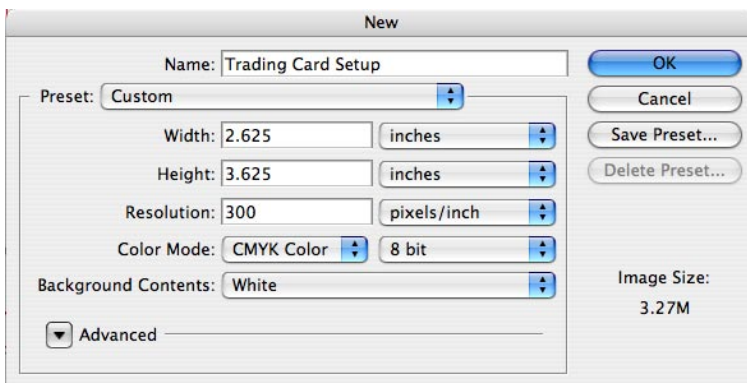 New
Name: Trading Card Setup
OK
Preset: Custom
Cancel
Width: 2.625 inches
Save Preset...
Height: 3.625 inches
Delete Preset...
Resolution: 300 pixels/inch
Color Mode: CMYK Color 8 bit
Background Contents: White
Image Size:
3.27M
Advanced